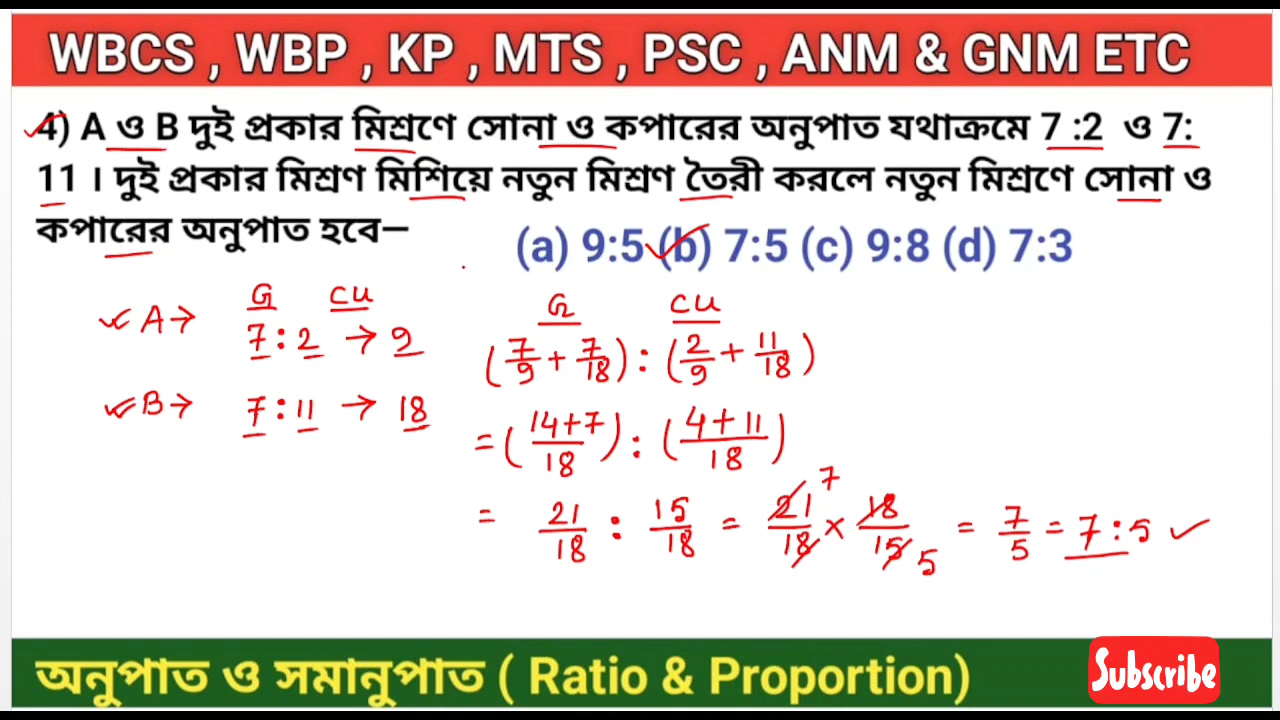 WBCS , WBP , KP , MTS , PSC , ANM & GNM ETC
4) A ও B দুই প্রকার মিশ্রণে সোনা ও কপারের অনুপাত যথাক্রমে 7 :2 ও 7:
11 । দুই প্রকার মিশ্রণ মিশিয়ে নতুন মিশ্রণ তৈরী করলে নতুন মিশ্রণে সোনা ও
কপারের অনুপাত হবে—
(a) 9:5 (b) 7:5 (c) 9:8 (d) 7:3
G CU
A → 7 : 2 → 9
B → 7 : 11 → 18
G CU
(7/9 + 7/18) : (2/9 + 11/18)
= (14+7/18) : (4+11/18)
= 21/18 : 15/18 = 21/18 7 × 18/15 5 = 7/5 = 7:5
অনুপাত ও সমানুপাত ( Ratio & Proportion)
Subscribe